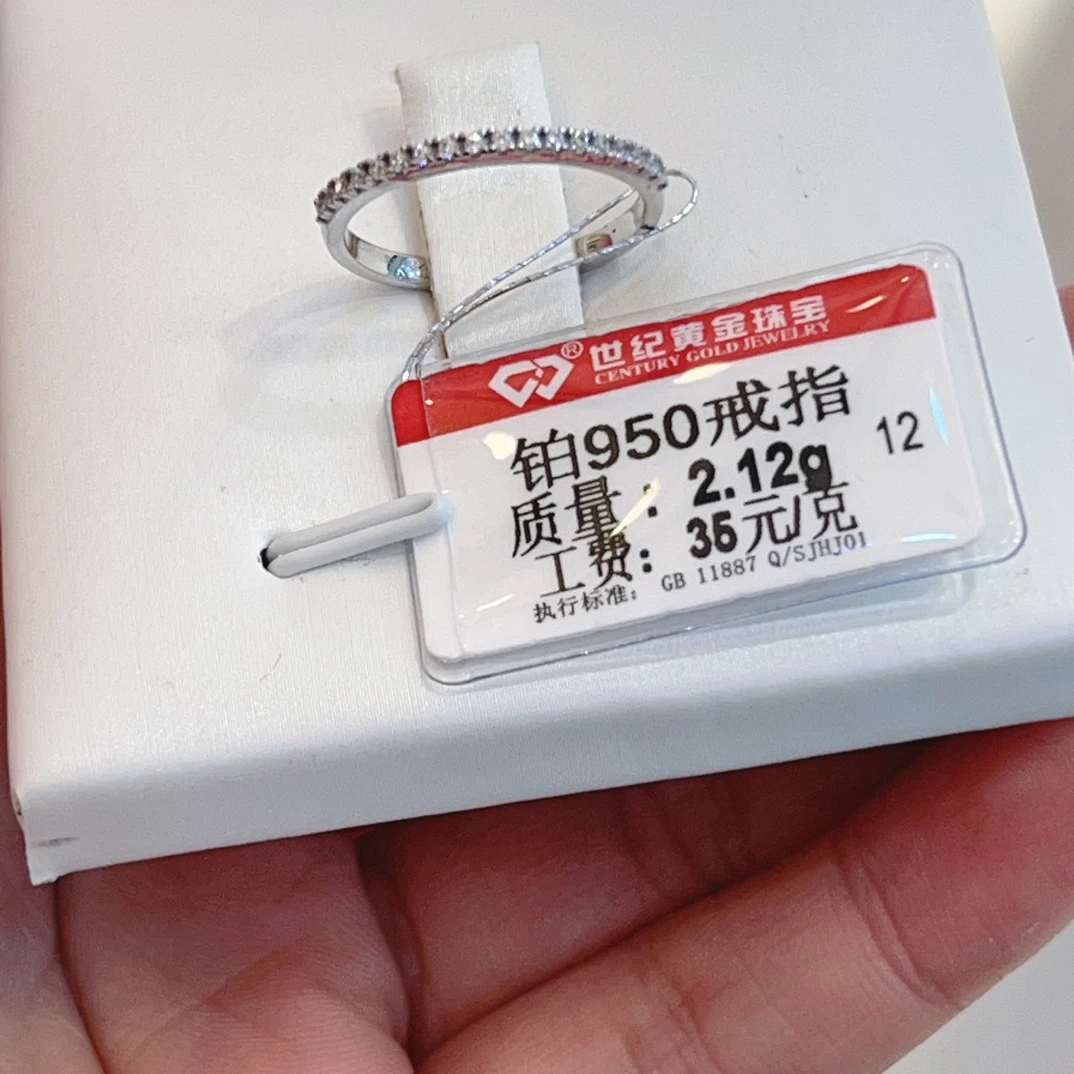 世纪黄金珠宝
CENTURY GOLD JEWELRY
铂950戒指
12
质量：2.12g
工费：35元/克
执行标准：GB 11887 Q/SJHJ01